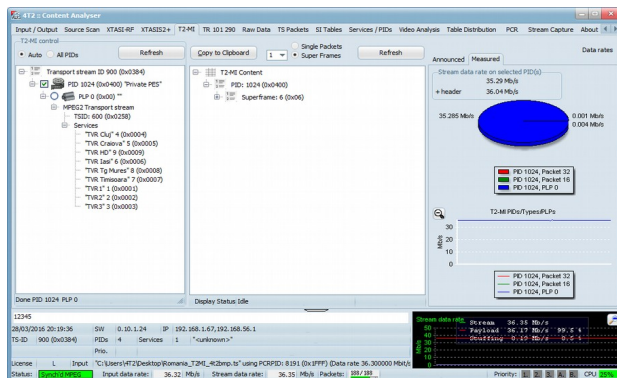 4T2 :: Content Analyser
Input / Output Source Scan XTASI-RF XTASIS2+ T2-MI TR 101 290 Raw Data TS Packets SI Tables Services / PIDs Video Analysis Table Distribution PCR Stream Capture About
T2-MI control
Auto All PIDs Refresh
Transport stream ID 900 (0x0384)
PID 1024 (0x0400) "Private PES"
PLP 0 (0x00) ""
MPEG2 Transport stream
TSID: 600 (0x0258)
Services
"TVR Cluj" 4 (0x0004)
"TVR Craiova" 5 (0x0005)
"TVR HD" 9 (0x0009)
"TVR Iasi" 6 (0x0006)
"TVR Tg Mures" 8 (0x0008)
"TVR Timisoara" 7 (0x0007)
"TVR1" 1 (0x0001)
"TVR2" 2 (0x0002)
"TVR3" 3 (0x0003)
Done PID 1024 PLP 0
Copy to Clipboard 1 Single Packets
Super Frames Refresh
T2-MI Content
PID: 1024 (0x0400)
Superframe: 6 (0x06)
Display Status Idle
Data rates
Announced Measured
Stream data rate on selected PID(s)
35.29 Mb/s
+ header 36.04 Mb/s
35.285 Mb/s
0.001 Mb/s
0.004 Mb/s
PID 1024, Packet 32
PID 1024, Packet 16
PID 1024, PLP 0
T2-MI PIDs/Types/PLPs
Mb/s
30
20
10
0
PID 1024, Packet 32
PID 1024, Packet 16
PID 1024, PLP 0
12345
28/03/2016 20:19:36 SW 0.10.1.24 IP 192.168.1.67,192.168.56.1
TS-ID 900 (0x0384) PIDs 4 Services 1 "<unknown>"
Prio.
License L Input "C:\Users\4T2\Desktop\Romania_T2MI_4t2bmp.ts" using PCRPID: 8191 (0x1FFF) (Data rate 36.300000 Mbit/
Stream data rate
Mb/s
50
40
30
20
10
0
Stream 36.35 Mb/s
Payload 36.17 Mb/s 99.5 %
Stuffing 0.19 Mb/s 0.5 %
Status: Synch'd MPEG Input data rate: 36.32 Mb/s Stream data rate: 36.35 Mb/s Packets: 188 / 188 Priority: 1. 2. 3. A. B. CPU 25%